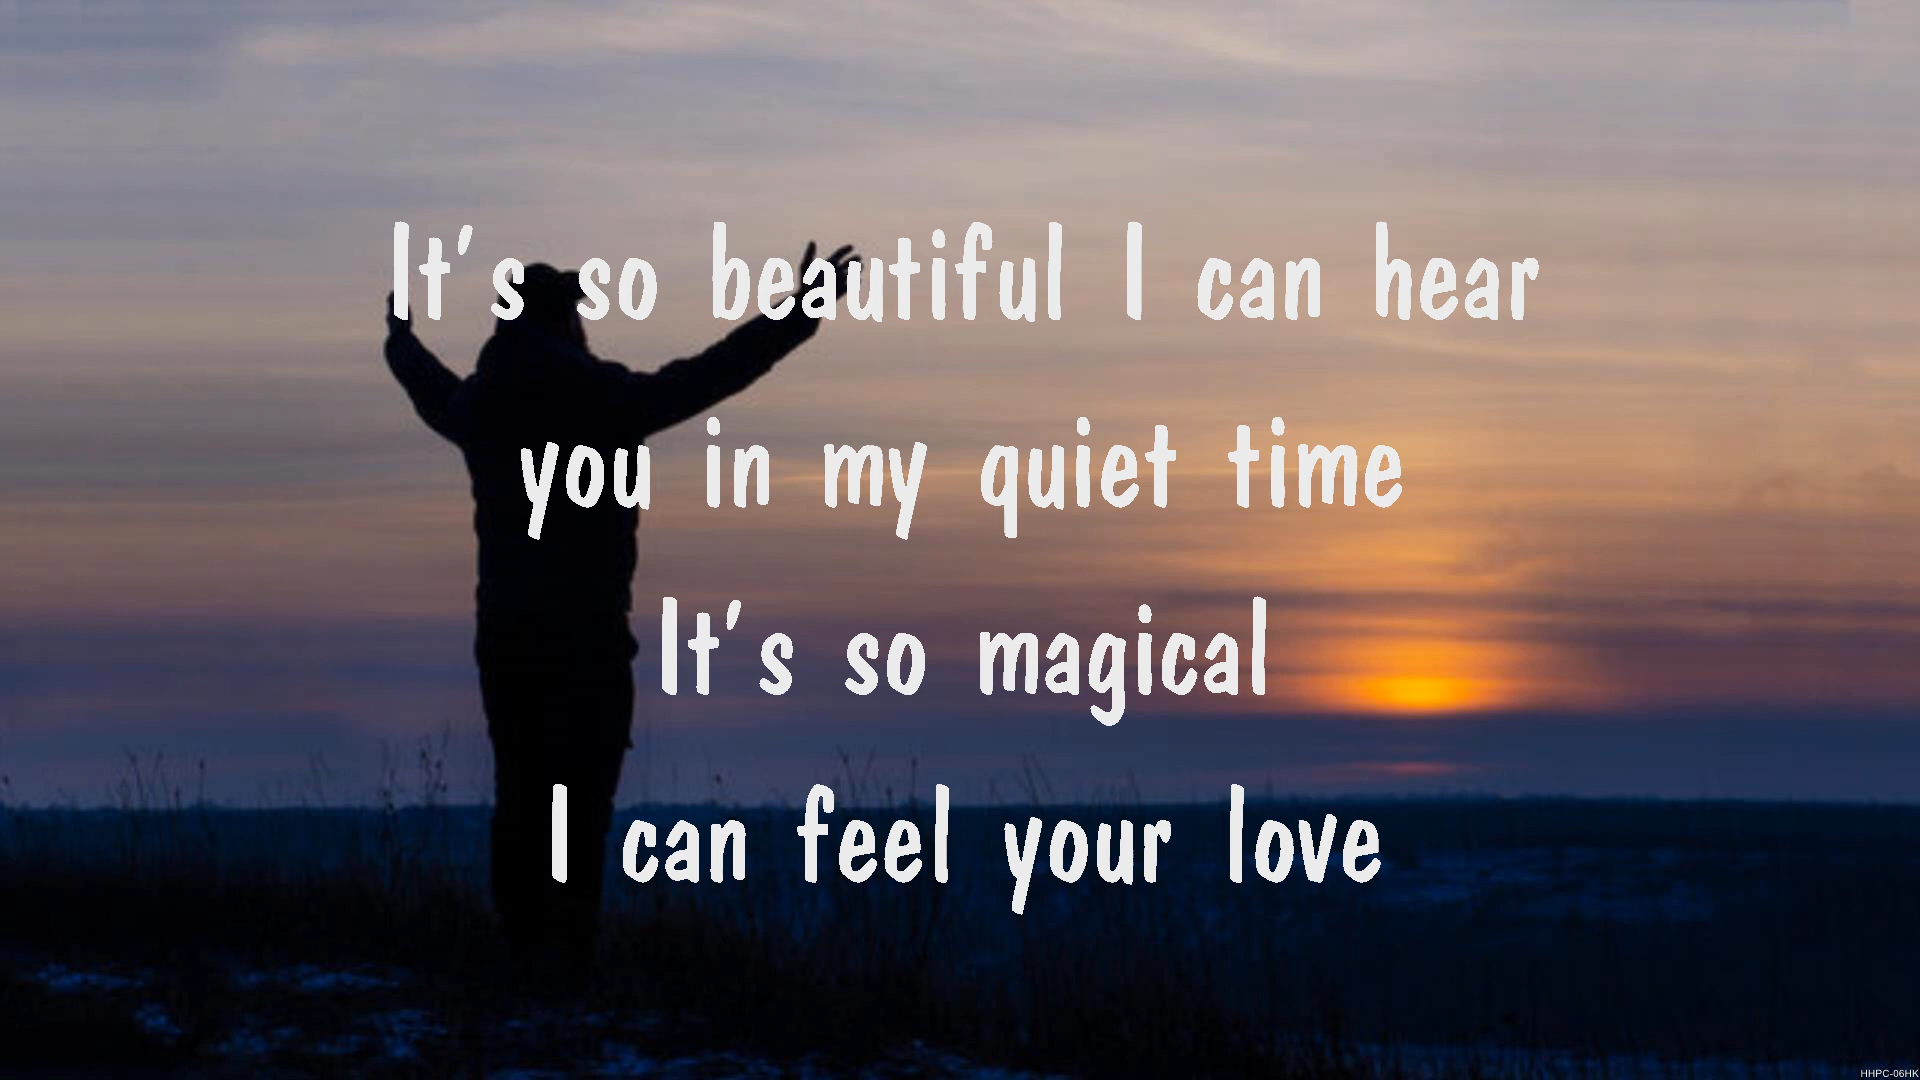 It's so beautiful I can hear
you in my quiet time
It's so magical
I can feel your love
HHPC-06HK